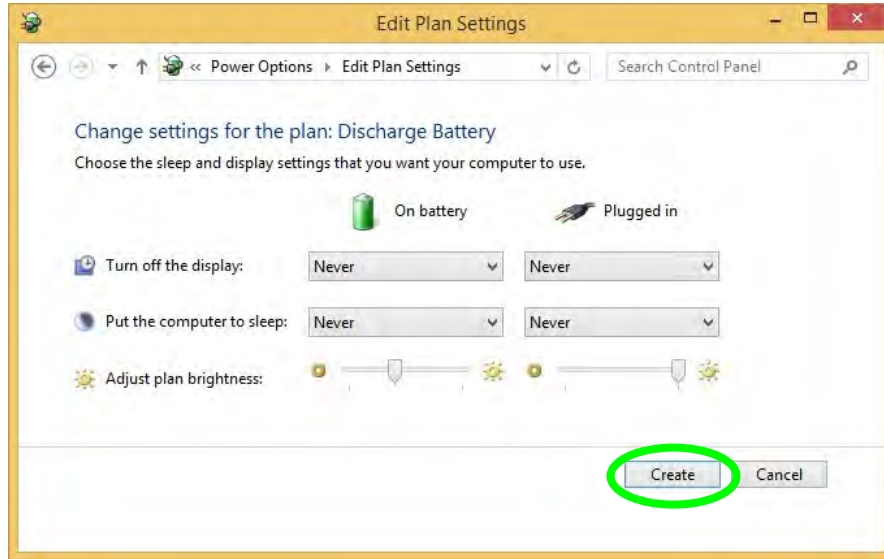 Edit Plan Settings
« Power Options Edit Plan Settings Search Control Panel
Change settings for the plan: Discharge Battery
Choose the sleep and display settings that you want your computer to use.
On battery Plugged in
Turn off the display: Never Never
Put the computer to sleep: Never Never
Adjust plan brightness:
Create Cancel